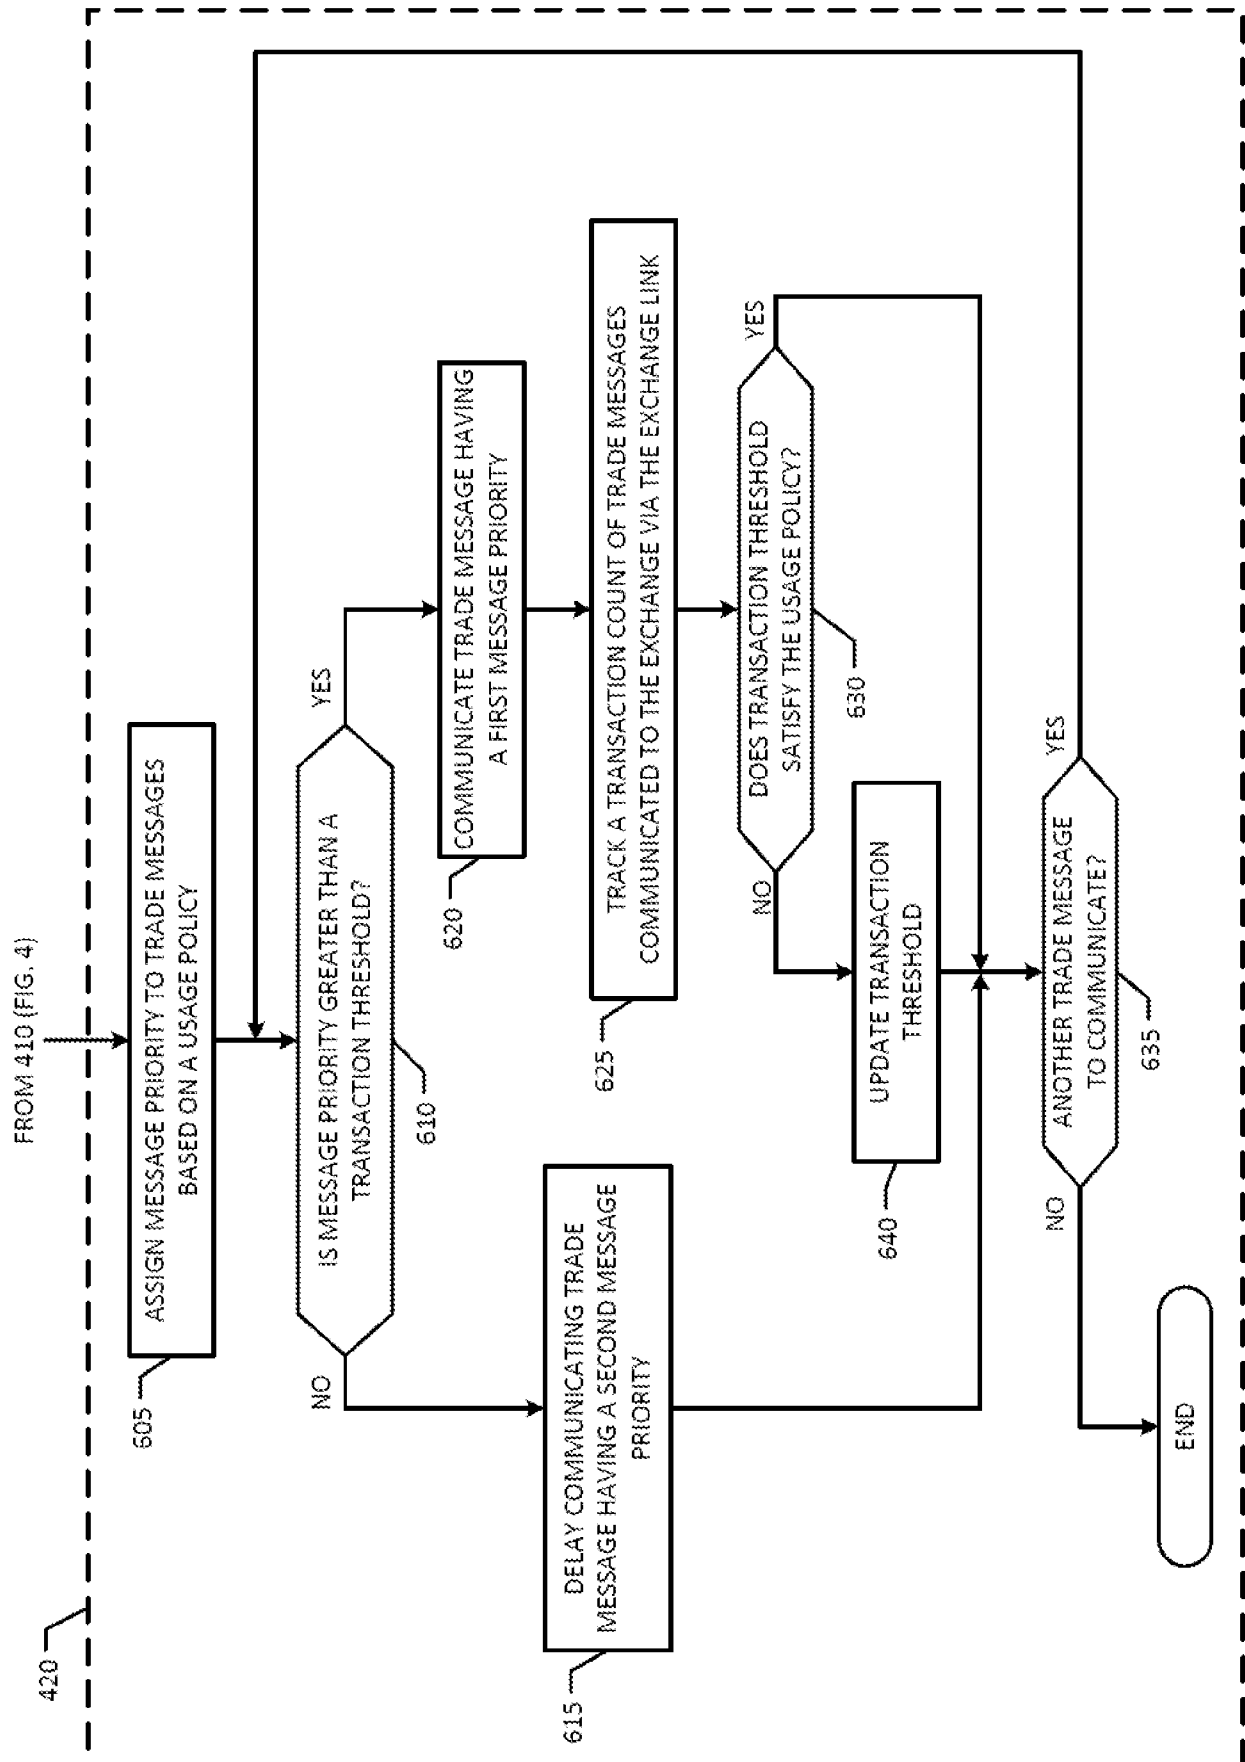 FROM 410 (FIG. 4)
420
ASSIGN MESSAGE PRIORITY TO TRADE MESSAGES
BASED ON A USAGE POLICY
605
IS MESSAGE PRIORITY GREATER THAN A
TRANSACTION THRESHOLD?
610
NO
YES
DELAY COMMUNICATING TRADE
MESSAGE HAVING A SECOND MESSAGE
PRIORITY
615
COMMUNICATE TRADE MESSAGE HAVING
A FIRST MESSAGE PRIORITY
620
TRACK A TRANSACTION COUNT OF TRADE MESSAGES
COMMUNICATED TO THE EXCHANGE VIA THE EXCHANGE LINK
625
DOES TRANSACTION THRESHOLD
SATISFY THE USAGE POLICY?
630
NO
YES
UPDATE TRANSACTION
THRESHOLD
640
ANOTHER TRADE MESSAGE
TO COMMUNICATE?
635
NO
YES
END